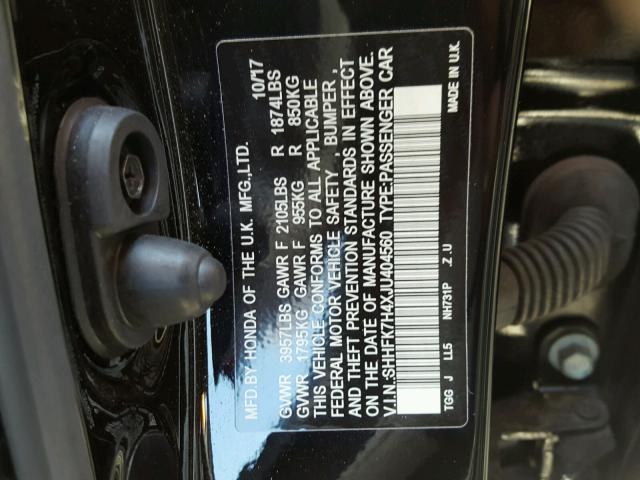 MFD.BY HONDA OF THE U.K. MFG.,LTD. 10/17
GVWR 3957LBS GAWR F 2105LBS R 1874LBS
GVWR 1795KG GAWR F 955KG R 850KG
THIS VEHICLE CONFORMS TO ALL APPLICABLE
FEDERAL MOTOR VEHICLE SAFETY , BUMPER ,
AND THEFT PREVENTION STANDARDS IN EFFECT
ON THE DATE OF MANUFACTURE SHOWN ABOVE.
V.I.N.:SHHFK7H4XJU404560 TYPE:PASSENGER CAR
TGG J LL5 NH731P .Z.U MADE IN U.K.